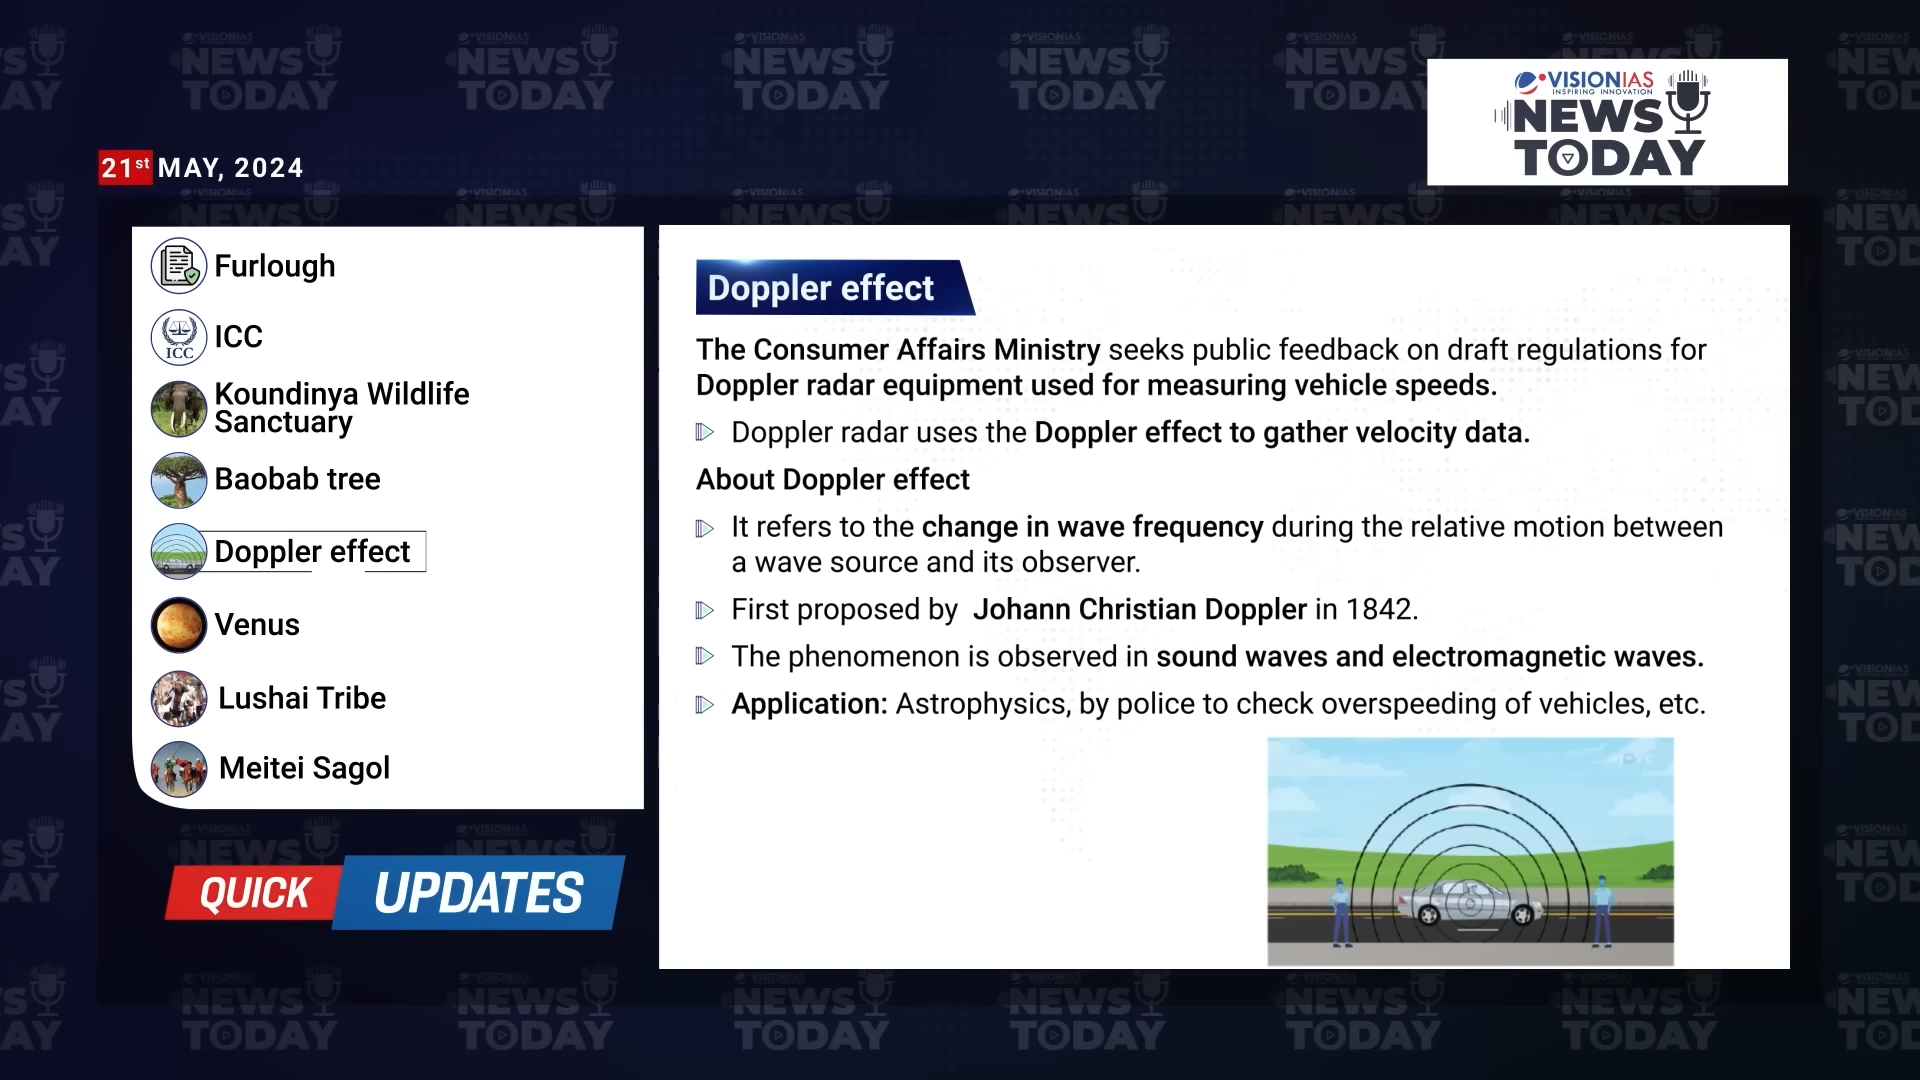 VISIONIAS
INSPIRING INNOVATION
NEWS
TODAY
21st MAY, 2024
Furlough
ICC
ICC
Koundinya Wildlife
Sanctuary
Baobab tree
Doppler effect
Venus
Lushai Tribe
Meitei Sagol
QUICK UPDATES
Doppler effect
The Consumer Affairs Ministry seeks public feedback on draft regulations for
Doppler radar equipment used for measuring vehicle speeds.
Doppler radar uses the Doppler effect to gather velocity data.
About Doppler effect
It refers to the change in wave frequency during the relative motion between
a wave source and its observer.
First proposed by Johann Christian Doppler in 1842.
The phenomenon is observed in sound waves and electromagnetic waves.
Application: Astrophysics, by police to check overspeeding of vehicles, etc.
jove